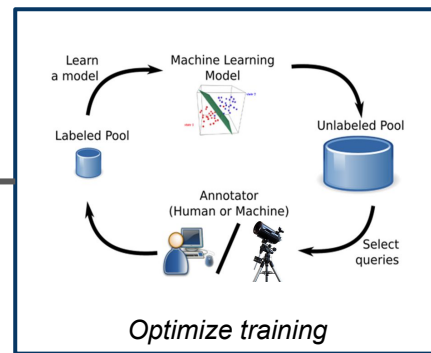 Learn
a model
Machine Learning
Model
Labeled Pool
Unlabeled Pool
Annotator
(Human or Machine)
Select
queries
Optimize training